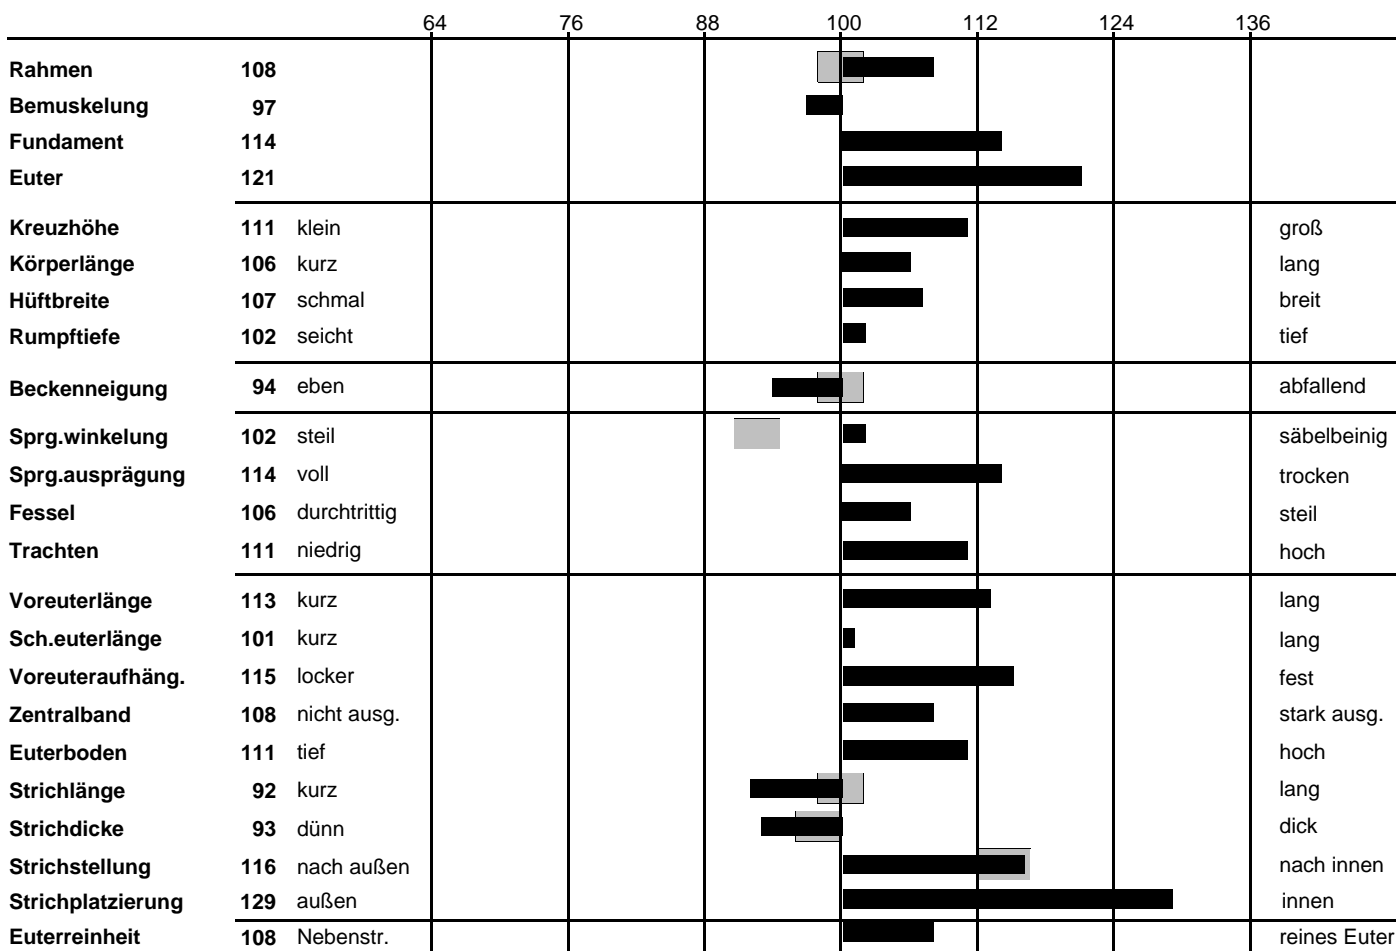 64 76 88 100 112 124 136
Rahmen 108
Bemuskelung 97
Fundament 114
Euter 121
Kreuzhöhe 111 klein groß
Körperlänge 106 kurz lang
Hüftbreite 107 schmal breit
Rumpftiefe 102 seicht tief
Beckenneigung 94 eben abfallend
Sprg.winkelung 102 steil säbelbeinig
Sprg.ausprägung 114 voll trocken
Fessel 106 durchtrittig steil
Trachten 111 niedrig hoch
Voreuterlänge 113 kurz lang
Sch.euterlänge 101 kurz lang
Voreuteraufhäng. 115 locker fest
Zentralband 108 nicht ausg. stark ausg.
Euterboden 111 tief hoch
Strichlänge 92 kurz lang
Strichdicke 93 dünn dick
Strichstellung 116 nach außen nach innen
Strichplatzierung 129 außen innen
Euterreinheit 108 Nebenstr. reines Euter